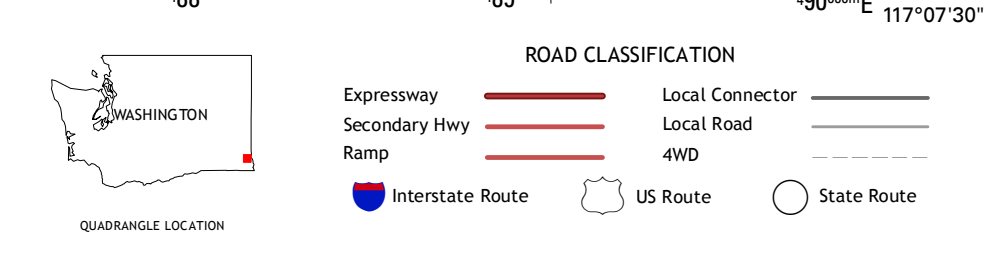 117°07'30"
ROAD CLASSIFICATION
Expressway
Local Connector
WASHINGTON
Secondary Hwy
Local Road
Ramp
4WD
Interstate Route
US Route
State Route
QUADRANGLE LOCATION